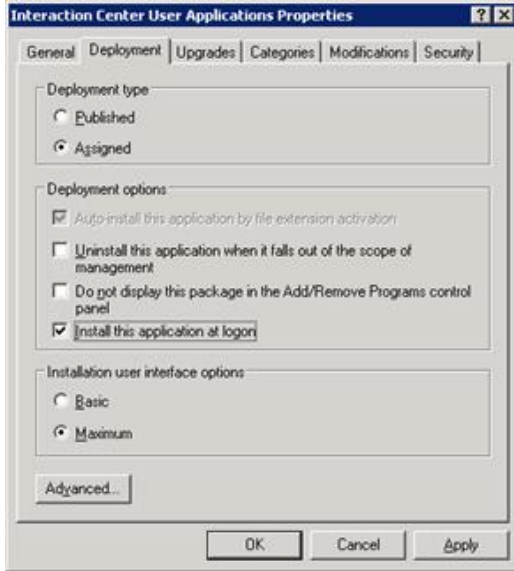 Interaction Center User Applications Properties
General Deployment Upgrades Categories Modifications Security
Deployment type
Published
Assigned
Deployment options
Auto-install this application by file extension activation
Uninstall this application when it falls out of the scope of
management
Do not display this package in the Add/Remove Programs control
panel
Install this application at logon
Installation user interface options
Basic
Maximum
Advanced...
OK Cancel Apply